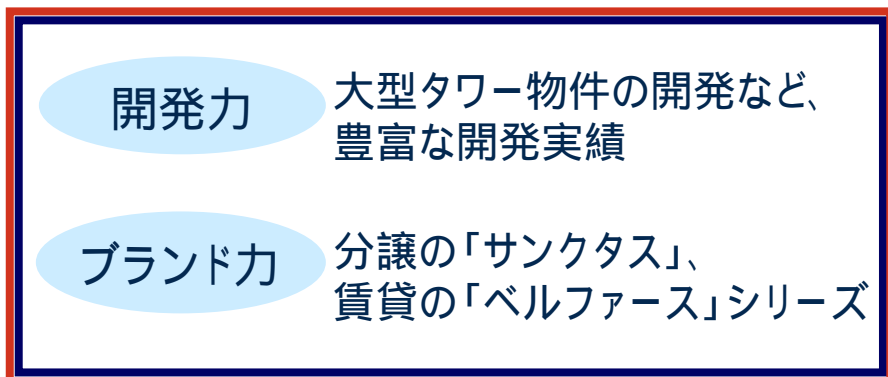 開発力
大型タワー物件の開発など、
豊富な開発実績
ブランド力
分譲の「サンクタス」、
賃貸の「ベルファース」シリーズ